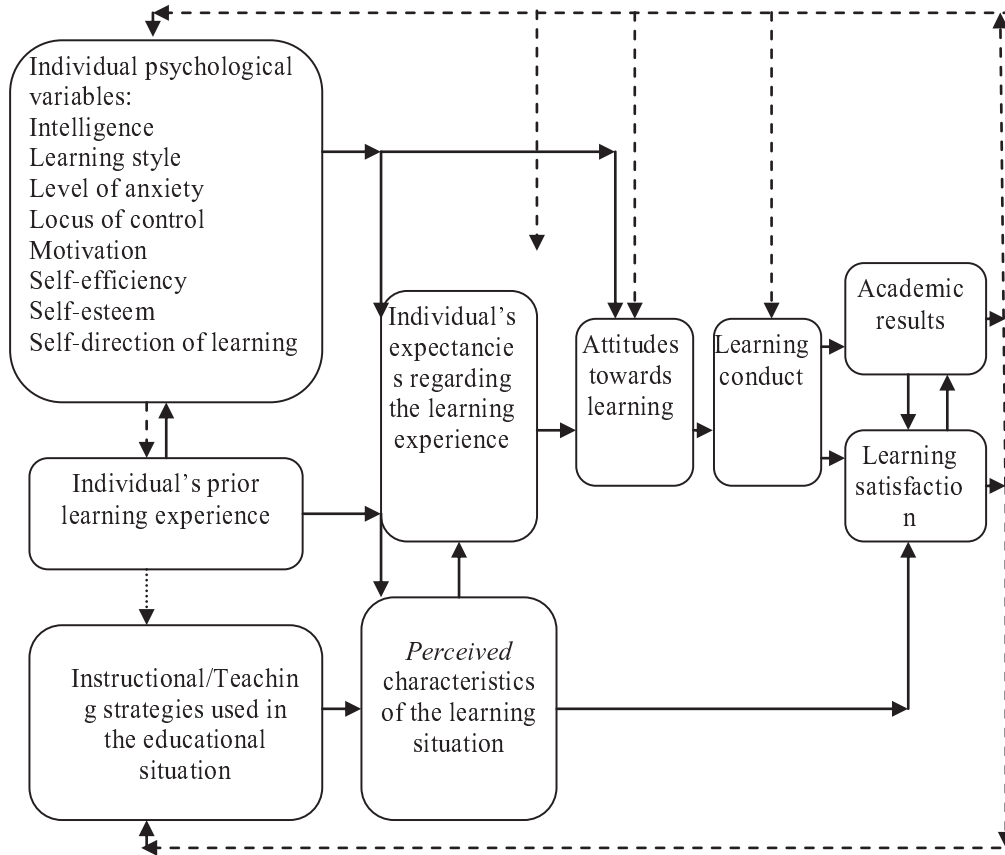 Individual psychological
variables:
Intelligence
Learning style
Level of anxiety
Locus of control
Motivation
Self-efficiency
Self-esteem
Self-direction of learning
Individual’s
expectancie
s regarding
the learning
experience
Attitudes
towards
learning
Learning
conduct
Academic
results
Learning
satisfactio
n
Individual’s prior
learning experience
Instructional/Teachin
g strategies used in
the educational
situation
Perceived
characteristics
of the learning
situation